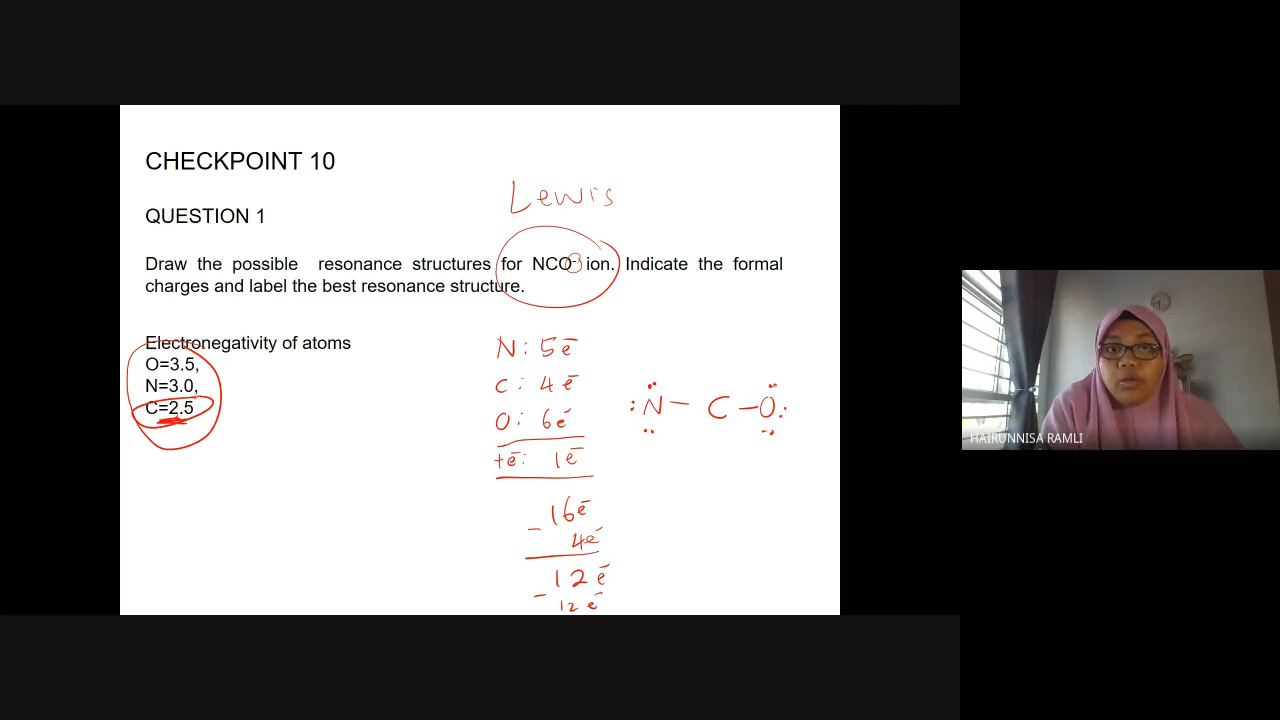 CHECKPOINT 10
Lewis
QUESTION 1
Draw the possible resonance structures for NCO⁻ ion. Indicate the formal
charges and label the best resonance structure.
Electronegativity of atoms
O=3.5,
N=3.0,
C=2.5
N: 5e⁻
C: 4e⁻
O: 6e⁻
+e⁻: 1e⁻
16e⁻
- 4e⁻
12e⁻
- 12e⁻
N - C - O
HAIRUNNISA RAMLI